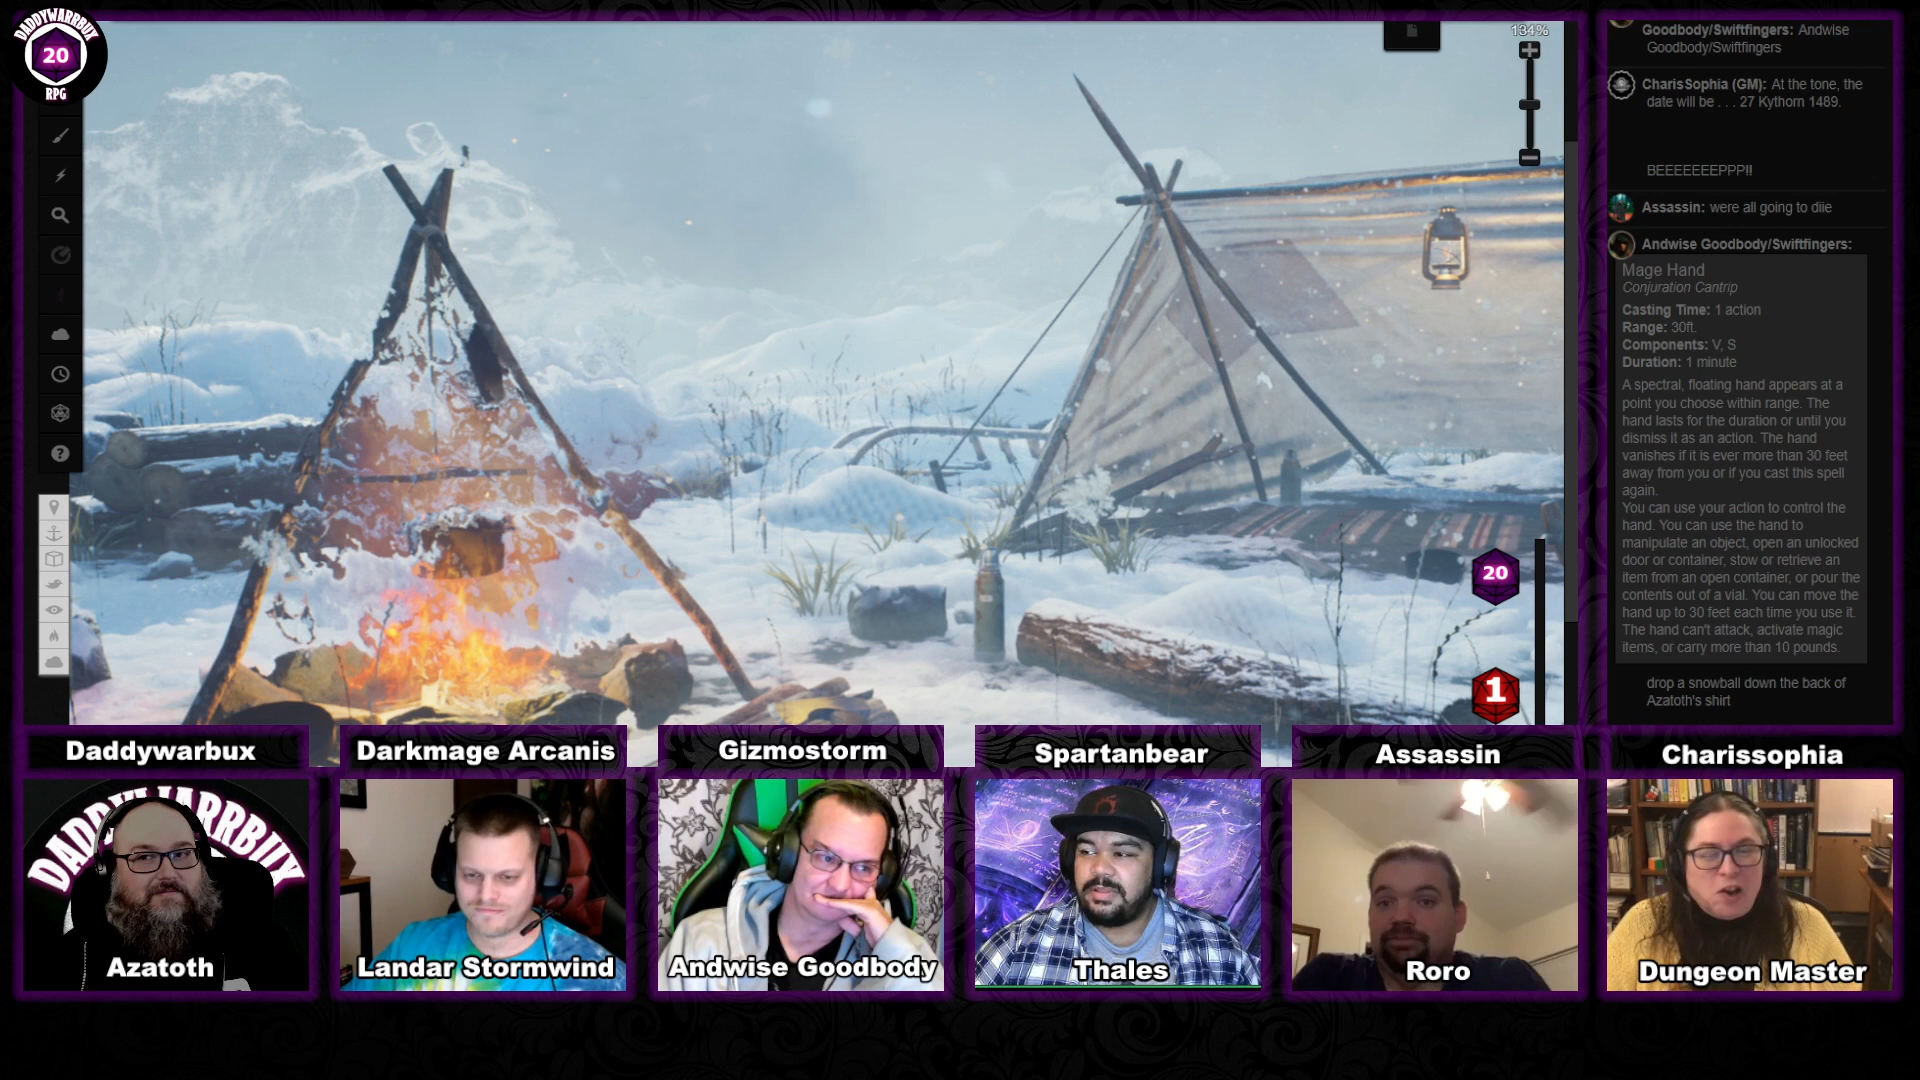 DADDYWARRBUX
20
RPG
134%
Goodbody/Swiftfingers: Andwise
Goodbody/Swiftfingers
CharisSophia (GM): At the tone, the
date will be . . . 27 Kythorn 1489.
BEEEEEEEPPP!!
Assassin: were all going to diie
Andwise Goodbody/Swiftfingers:
Mage Hand
Conjuration Cantrip
Casting Time: 1 action
Range: 30ft.
Components: V, S
Duration: 1 minute
A spectral, floating hand appears at a
point you choose within range. The
hand lasts for the duration or until you
dismiss it as an action. The hand
vanishes if it is ever more than 30 feet
away from you or if you cast this spell
again.
You can use your action to control the
hand. You can use the hand to
manipulate an object, open an unlocked
door or container, stow or retrieve an
item from an open container, or pour the
contents out of a vial. You can move the
hand up to 30 feet each time you use it.
The hand can't attack, activate magic
items, or carry more than 10 pounds.
drop a snowball down the back of
Azatoth's shirt
20
1
Daddywarbux
Darkmage Arcanis
Gizmostorm
Spartanbear
Assassin
Charissophia
DADDYWARRBUX
Azatoth
Landar Stormwind
Andwise Goodbody
Thales
Roro
Dungeon Master